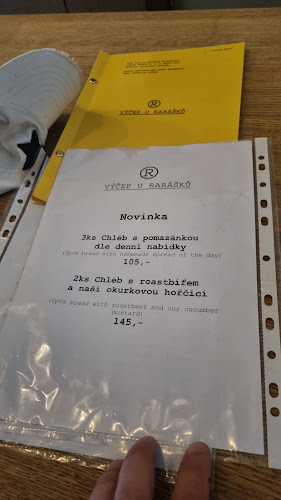 ®
VÝČEP U RARÁŠKŮ
®
VÝČEP U RARÁŠKŮ
Novinka
3ks Chléb s pomazánkou
dle denní nabídky
(3pcs bread with homemade spread of the day)
105,-
2ks Chléb s roastbífem
a naší okurkovou hořčicí
(2pcs bread with roastbeef and our cucumber
mustard)
145,-